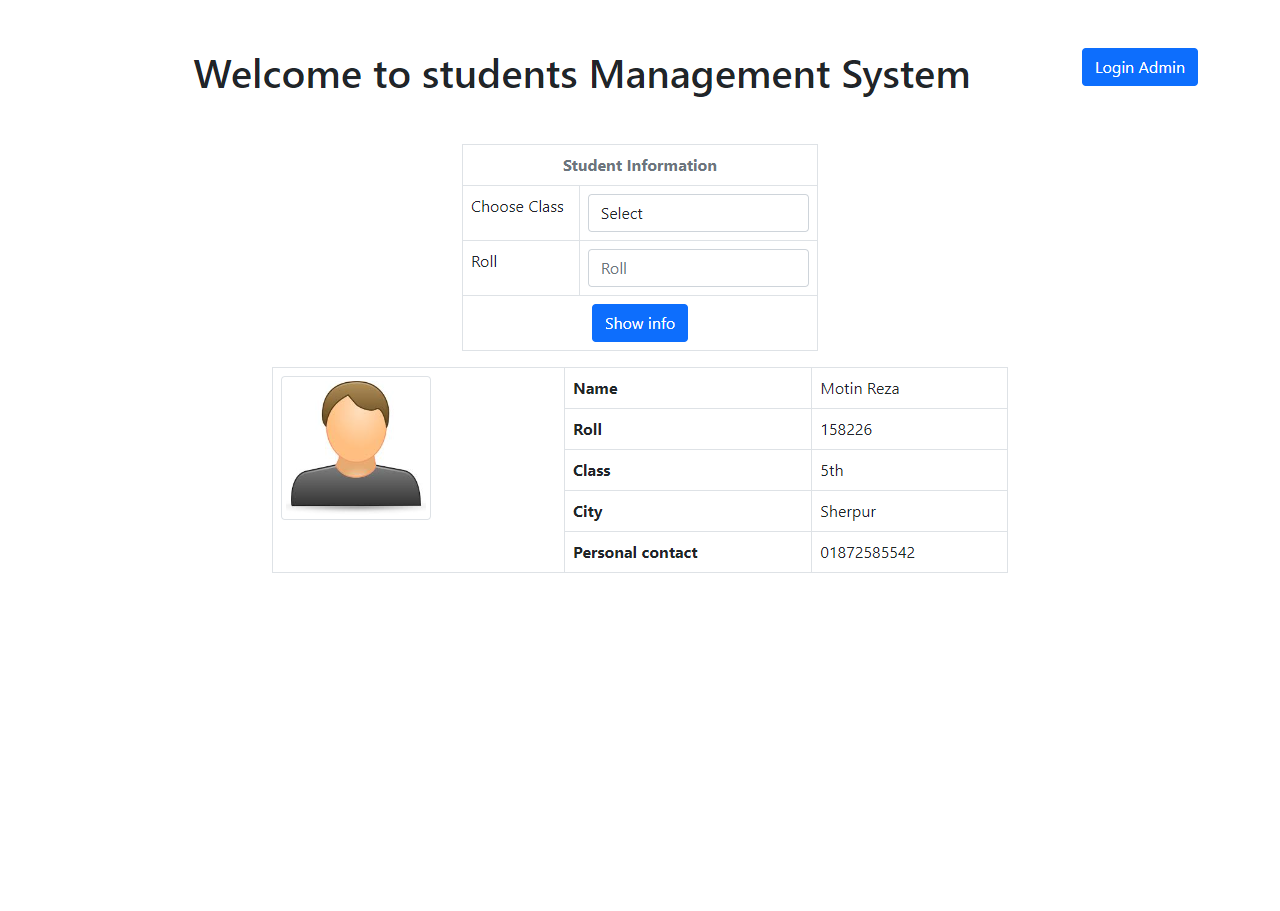 Welcome to students Management System
Login Admin
Student Information
Choose Class Select
Roll Roll
Show info
Name Motin Reza
Roll 158226
Class 5th
City Sherpur
Personal contact 01872585542